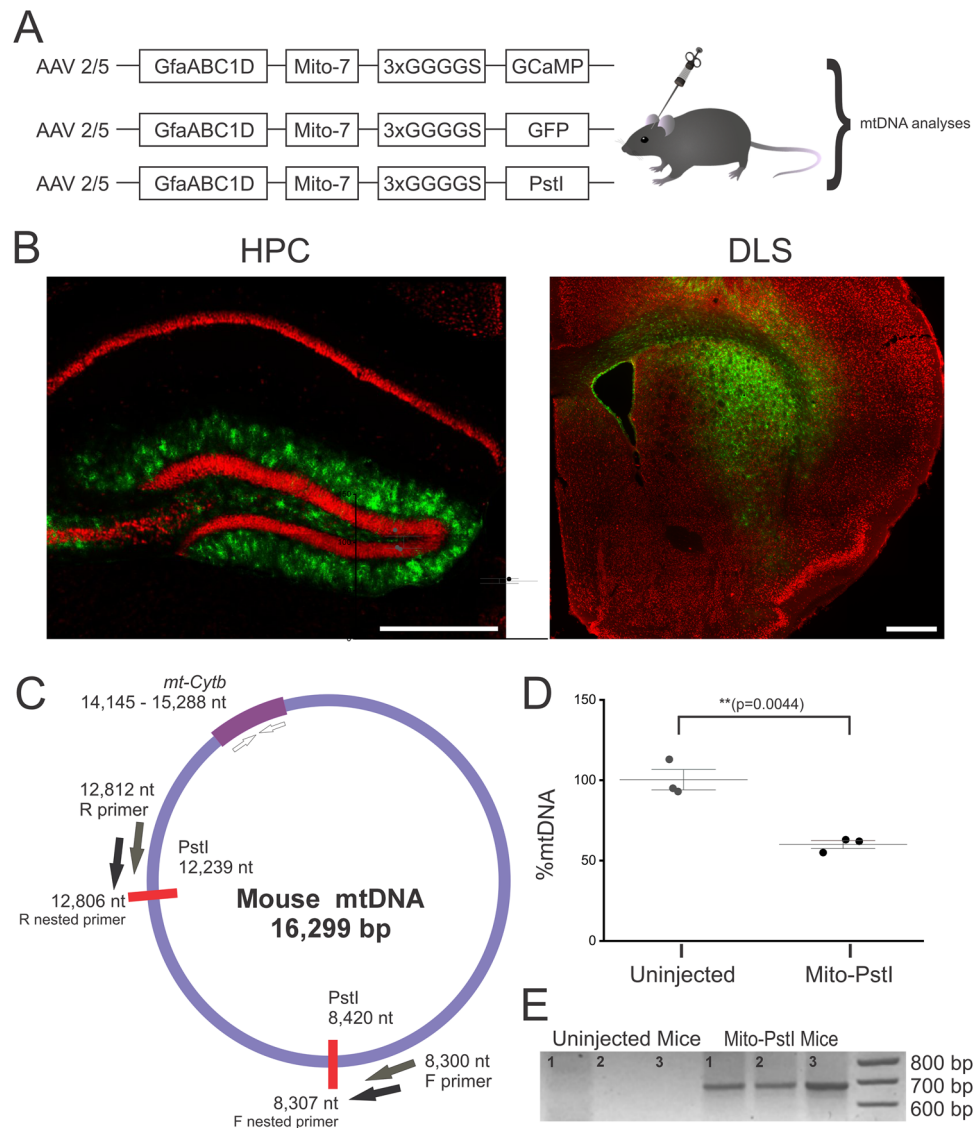 A
AAV 2/5 GfaABC1D Mito-7 3xGGGGS GCaMP
AAV 2/5 GfaABC1D Mito-7 3xGGGGS GFP
AAV 2/5 GfaABC1D Mito-7 3xGGGGS PstI
mtDNA analyses
B
HPC
DLS
C
mt-Cytb
14,145 - 15,288 nt
12,812 nt
R primer
PstI
12,239 nt
12,806 nt
R nested primer
Mouse mtDNA
16,299 bp
PstI
8,420 nt
8,300 nt
F primer
8,307 nt
F nested primer
D
150
**(p=0.0044)
100
%mtDNA
50
0
Uninjected
Mito-PstI
E
Uninjected Mice
Mito-PstI Mice
1 2 3 1 2 3
800 bp
700 bp
600 bp